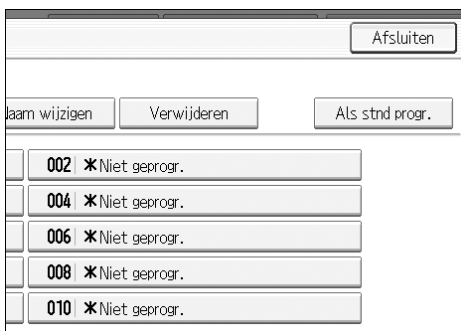 Afsluiten
wijzigen Verwijderen Als stnd progr.
002 *Niet geprogr.
004 *Niet geprogr.
006 *Niet geprogr.
008 *Niet geprogr.
010 *Niet geprogr.